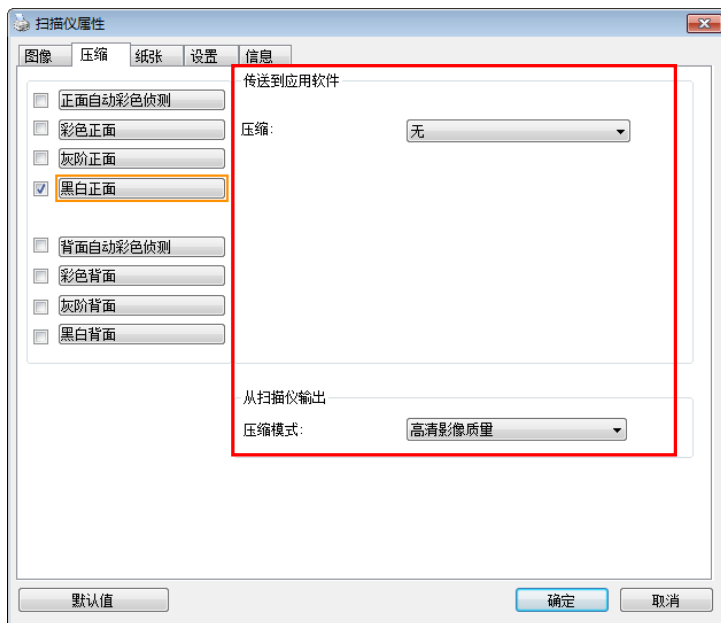 扫描仪属性
图像 压缩 纸张 设置 信息
传送到应用软件
正面自动彩色侦测
彩色正面
压缩: 无
灰阶正面
黑白正面
背面自动彩色侦测
彩色背面
灰阶背面
黑白背面
从扫描仪输出
压缩模式: 高清影像质量
默认值 确定 取消